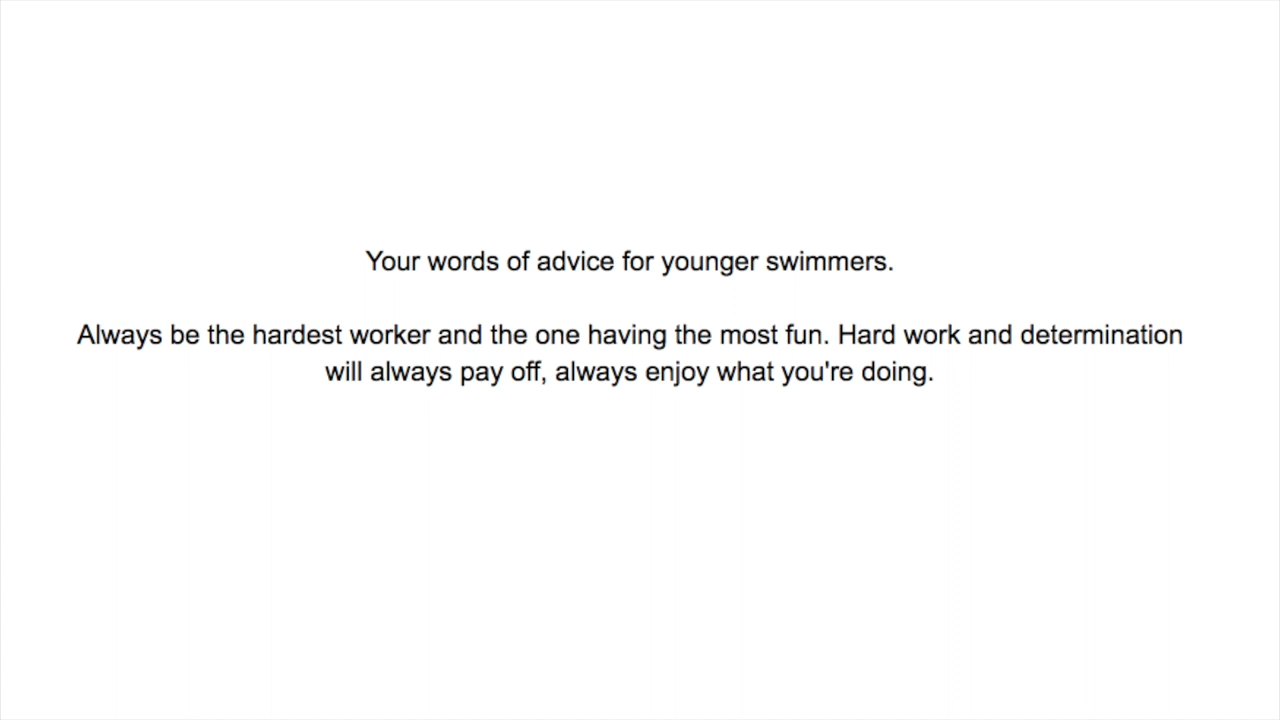 Your words of advice for younger swimmers.
Always be the hardest worker and the one having the most fun. Hard work and determination
will always pay off, always enjoy what you're doing.